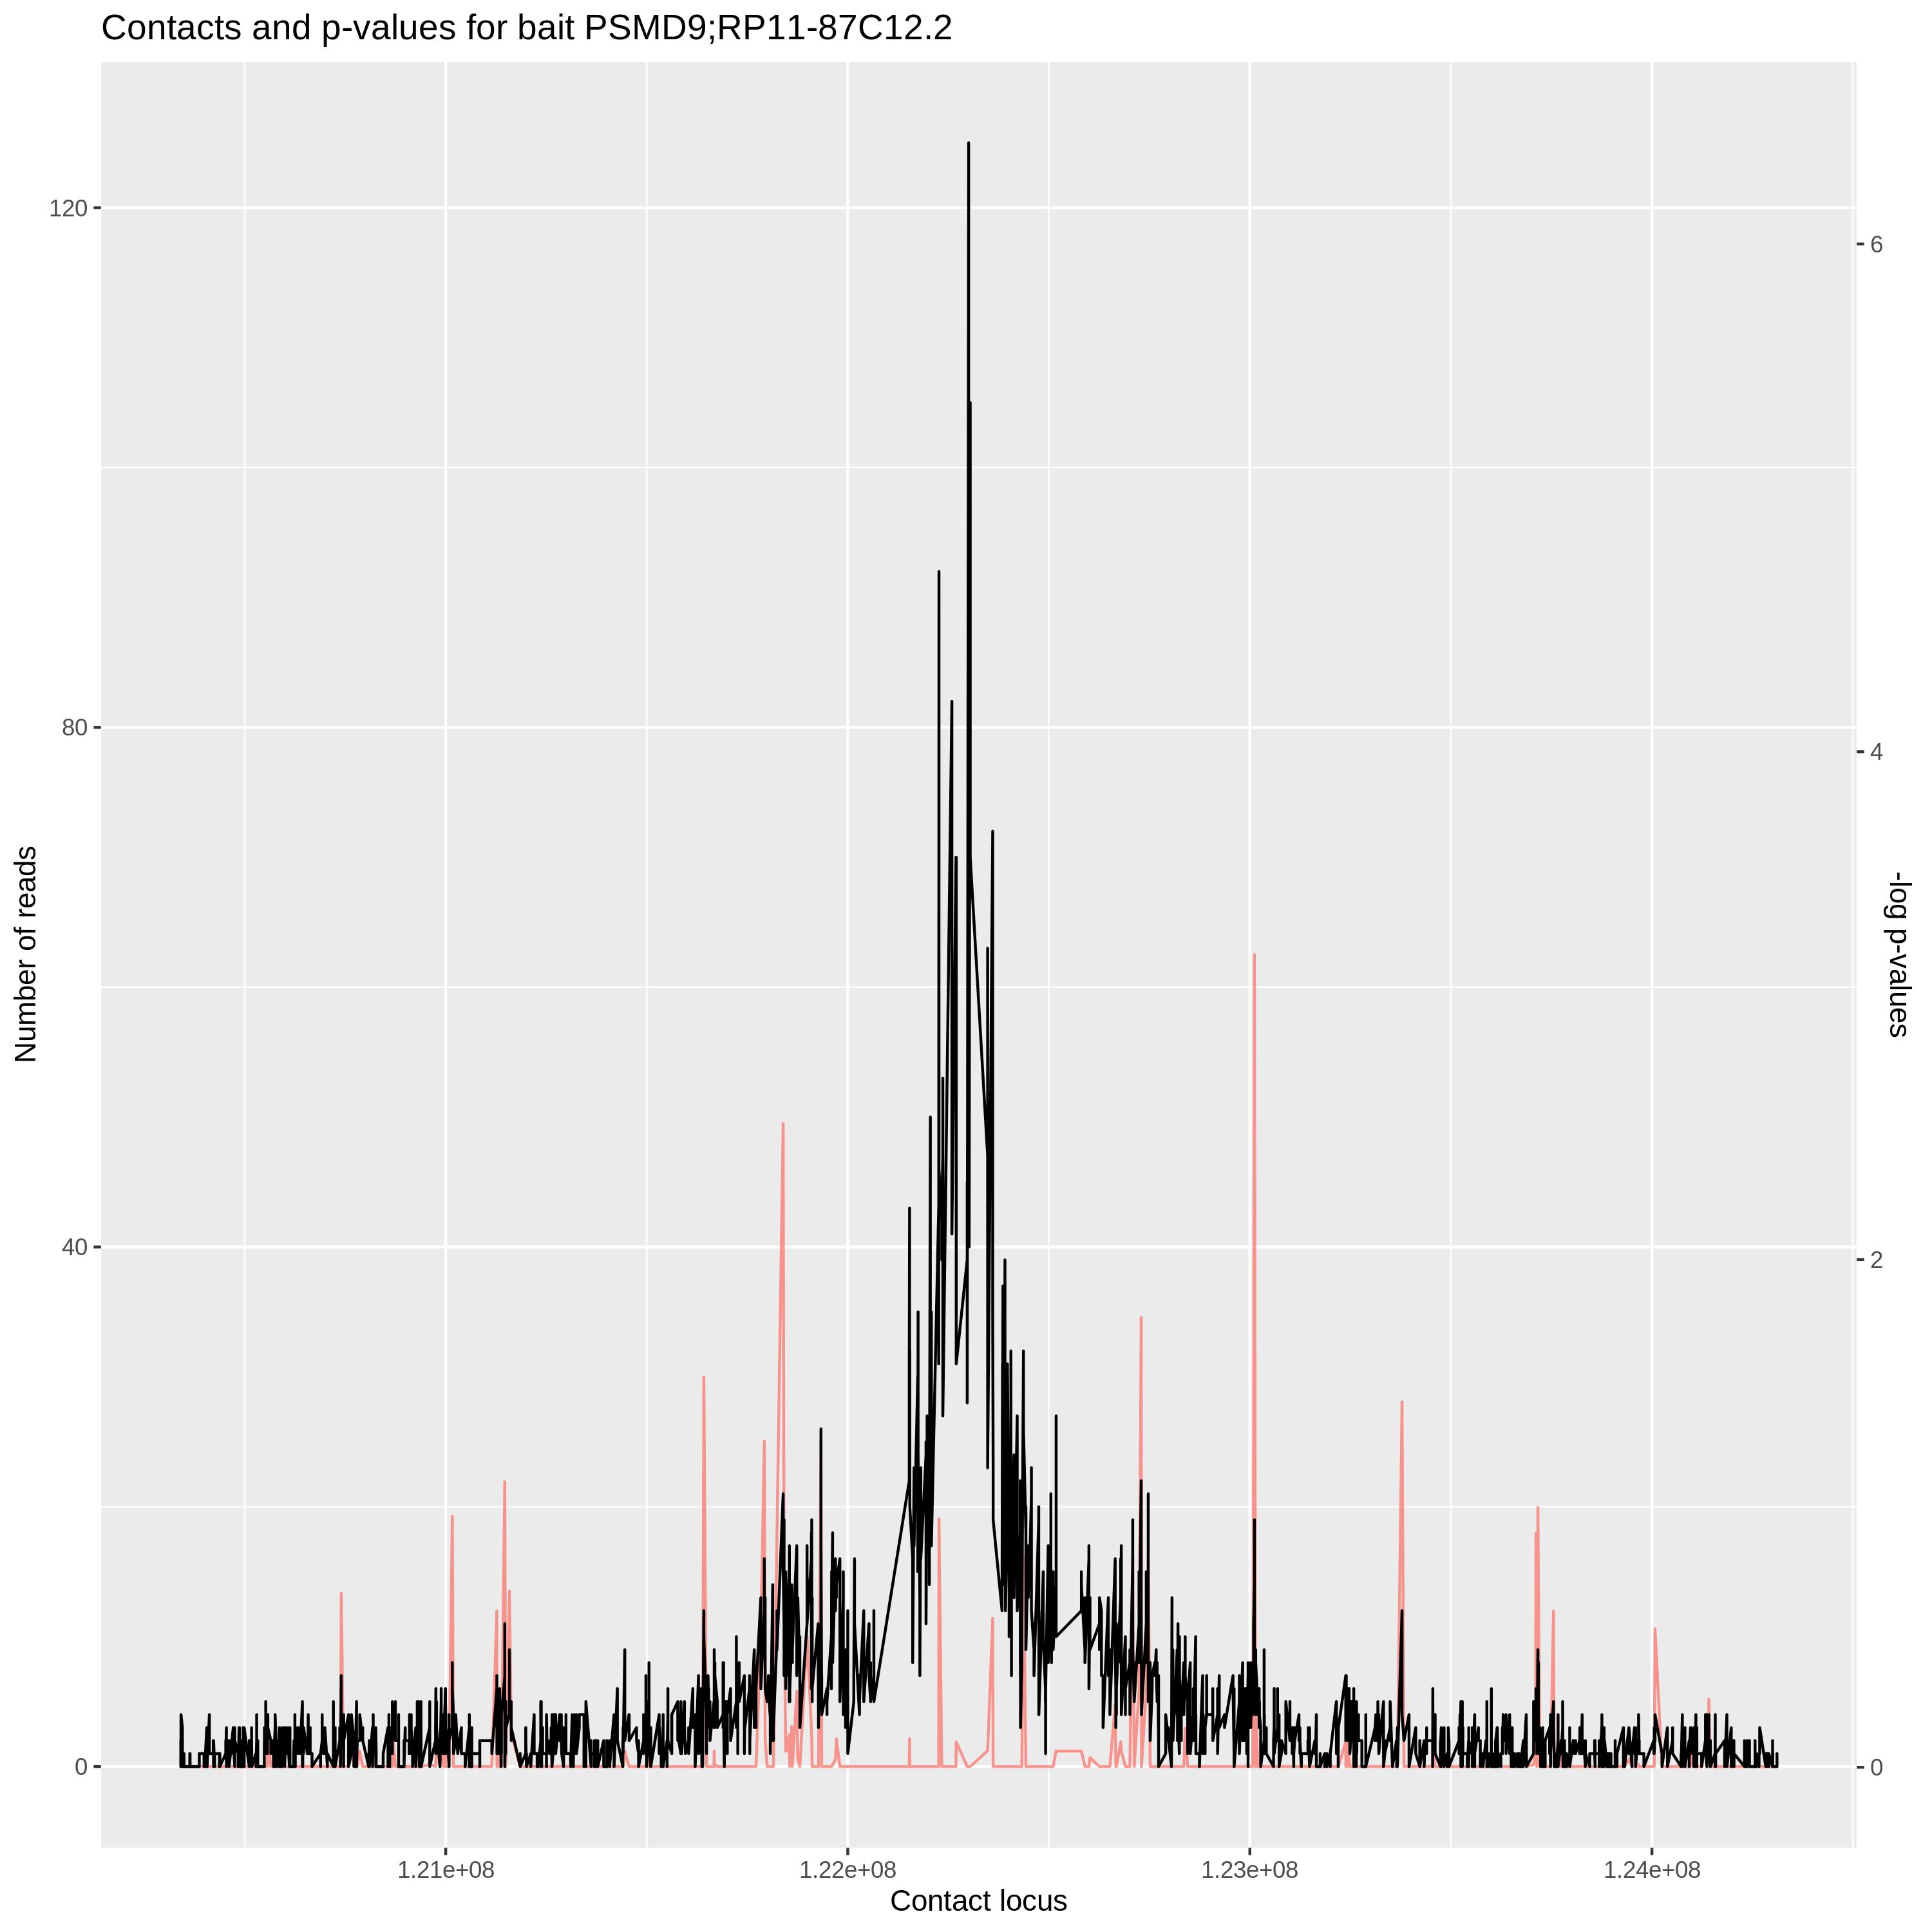 Contacts and p-values for bait PSMD9;RP11-87C12.2
120
80
40
0
Number of reads
6
4
2
0
-log p-values
1.21e+08
1.22e+08
1.23e+08
1.24e+08
Contact locus